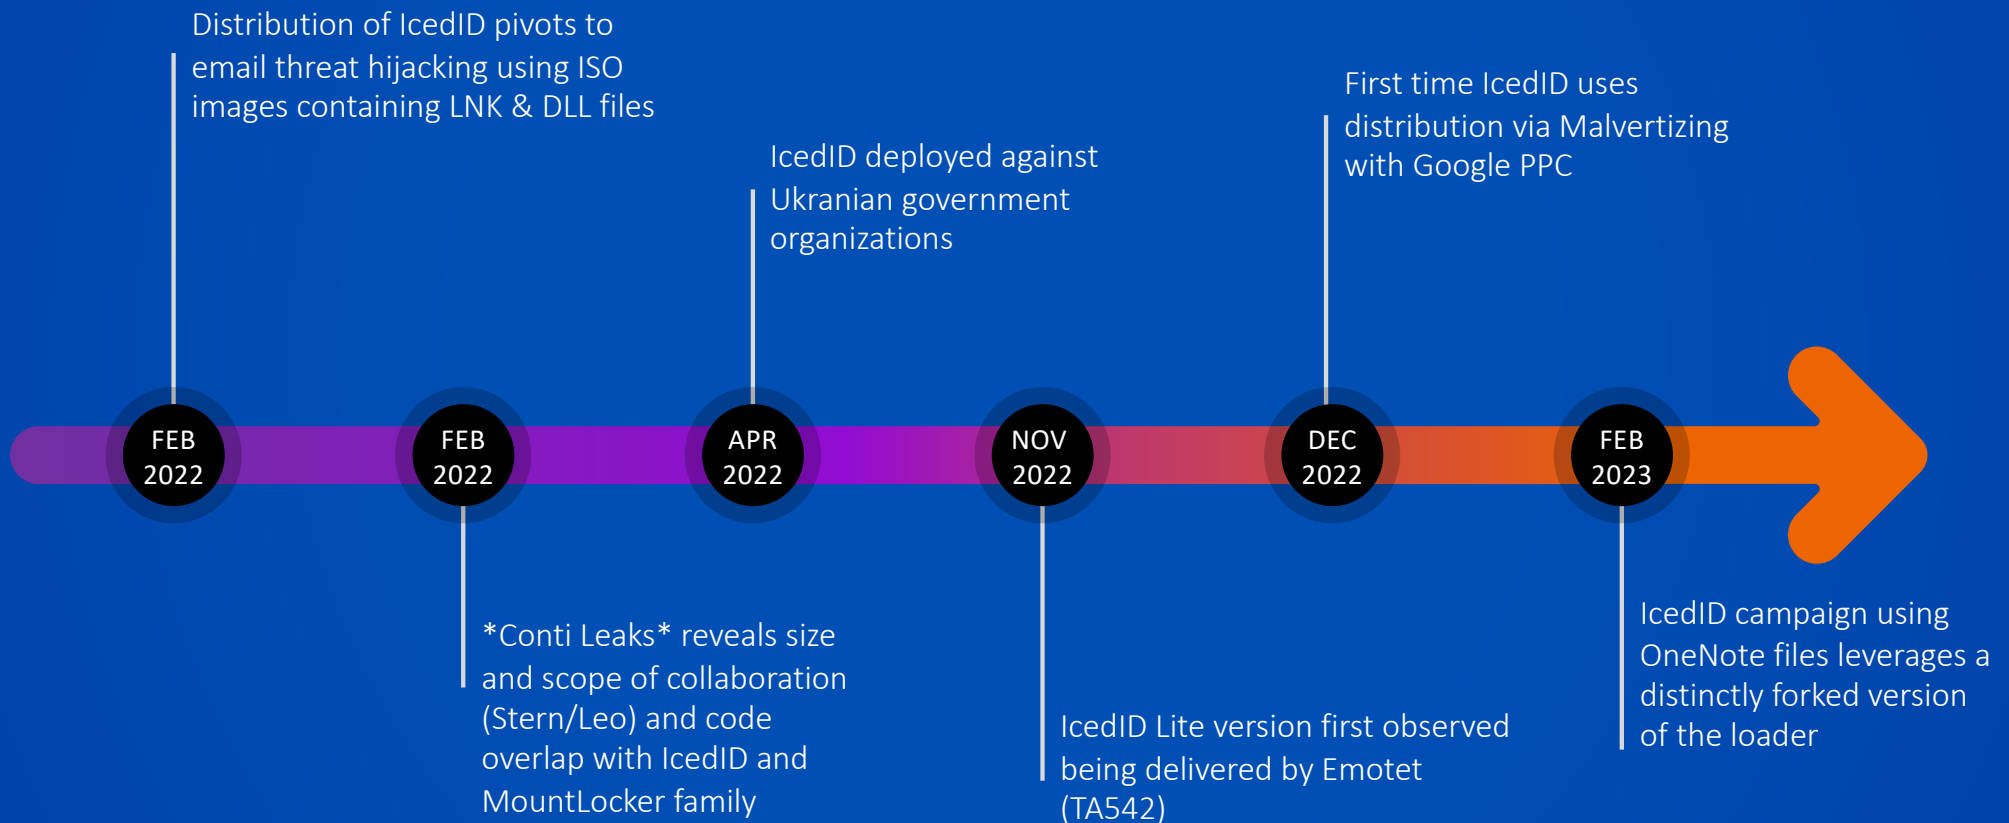 Distribution of IcedID pivots to
email threat hijacking using ISO
images containing LNK & DLL files
IcedID deployed against
Ukranian government
organizations
First time IcedID uses
distribution via Malvertizing
with Google PPC
FEB
2022
FEB
2022
APR
2022
NOV
2022
DEC
2022
FEB
2023
*Conti Leaks* reveals size
and scope of collaboration
(Stern/Leo) and code
overlap with IcedID and
MountLocker family
IcedID Lite version first observed
being delivered by Emotet
(TA542)
IcedID campaign using
OneNote files leverages a
distinctly forked version
of the loader